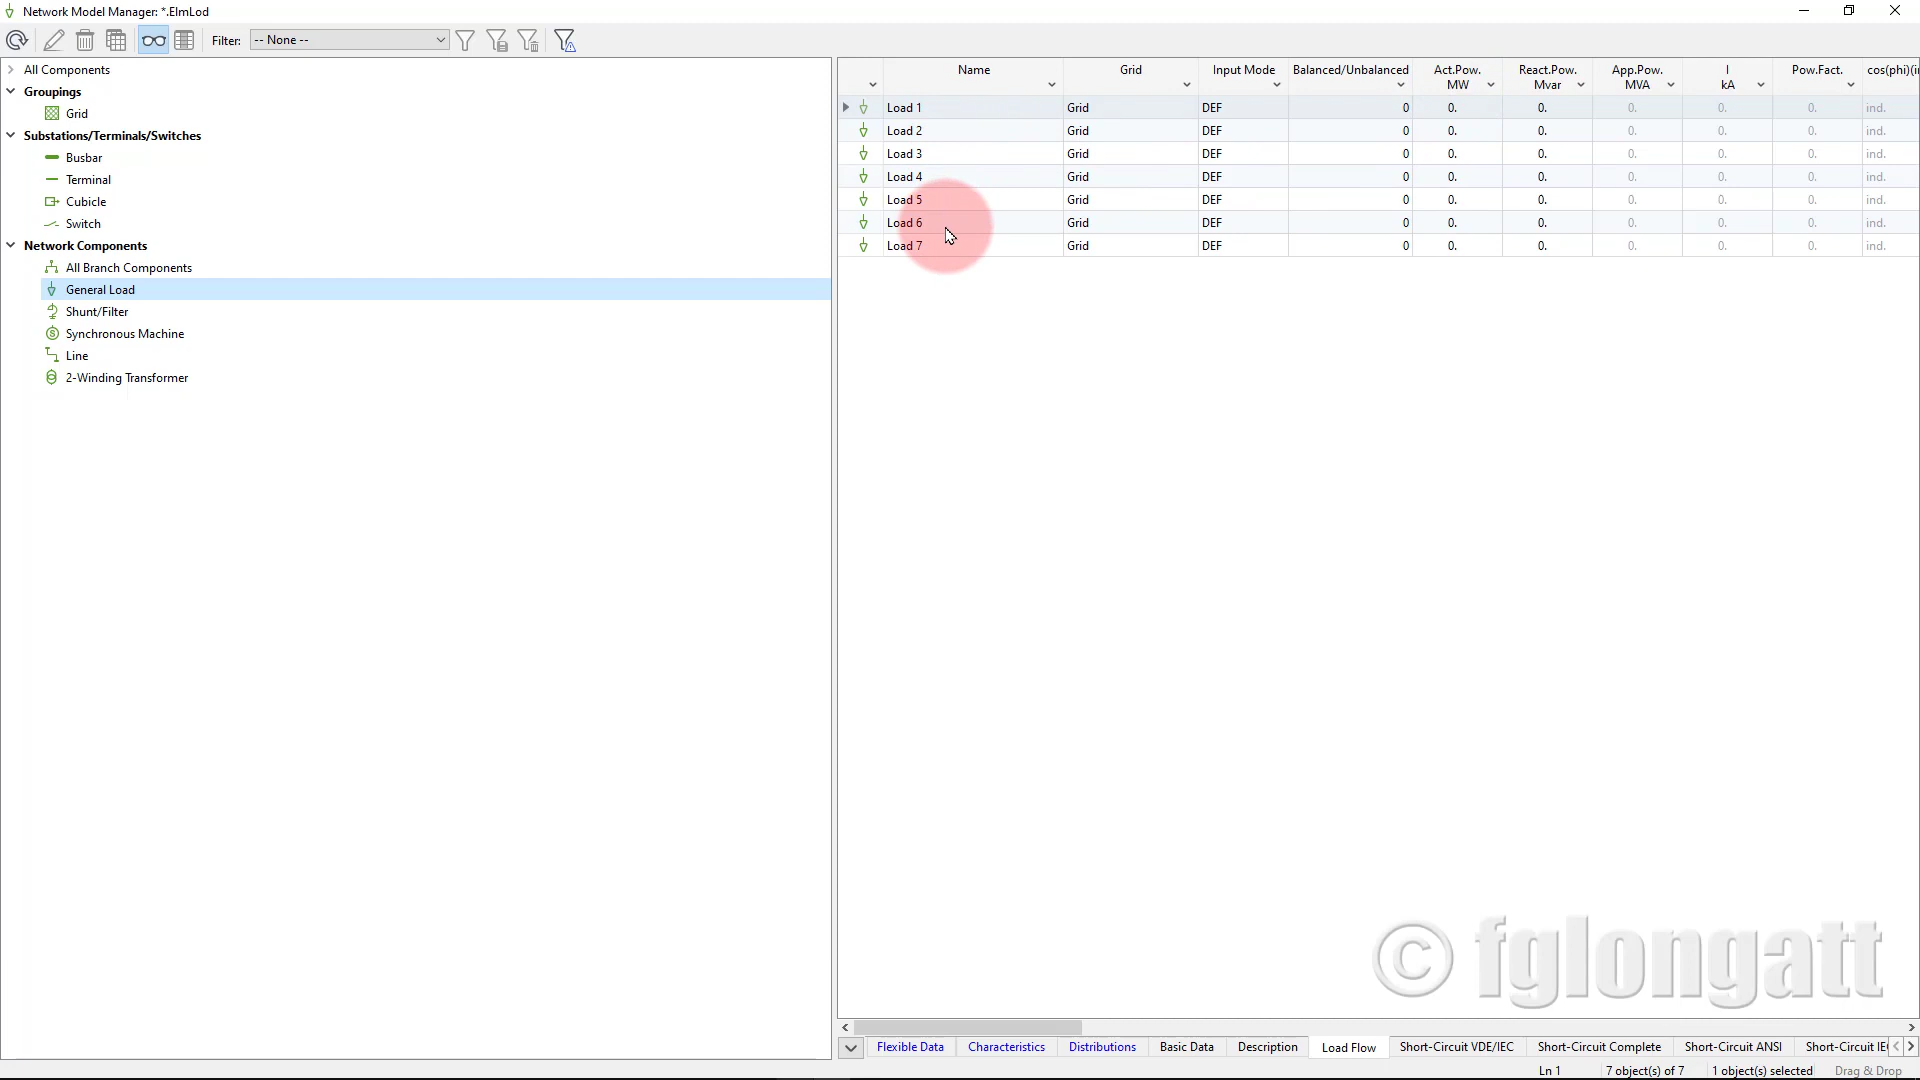 Network Model Manager: *.ElmLod
Filter: -- None --
All Components
Groupings
Grid
Substations/Terminals/Switches
Busbar
Terminal
Cubicle
Switch
Network Components
All Branch Components
General Load
Shunt/Filter
Synchronous Machine
Line
2-Winding Transformer
Name Grid Input Mode Balanced/Unbalanced Act.Pow. React.Pow. App.Pow. I Pow.Fact. cos(phi)(i
MW Mvar MVA kA
Load 1 Grid DEF 0 0. 0. 0. 0. 0. ind.
Load 2 Grid DEF 0 0. 0. 0. 0. 0. ind.
Load 3 Grid DEF 0 0. 0. 0. 0. 0. ind.
Load 4 Grid DEF 0 0. 0. 0. 0. 0. ind.
Load 5 Grid DEF 0 0. 0. 0. 0. 0. ind.
Load 6 Grid DEF 0 0. 0. 0. 0. 0. ind.
Load 7 Grid DEF 0 0. 0. 0. 0. 0. ind.
© fglongatt
Flexible Data Characteristics Distributions Basic Data Description Load Flow Short-Circuit VDE/IEC Short-Circuit Complete Short-Circuit ANSI Short-Circuit IE
Ln 1 7 object(s) of 7 1 object(s) selected Drag & Drop